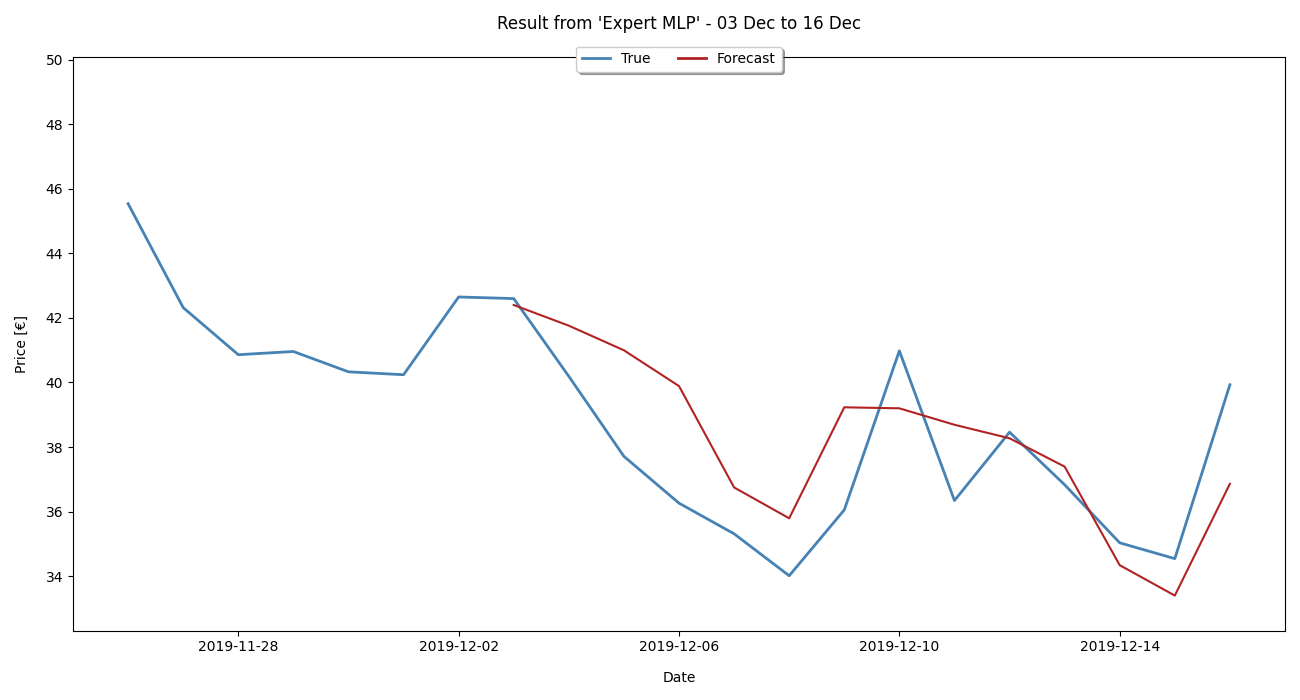 Result from 'Expert MLP' - 03 Dec to 16 Dec
True Forecast
50
48
46
44
42
40
38
36
34
Price [€]
2019-11-28 2019-12-02 2019-12-06 2019-12-10 2019-12-14
Date